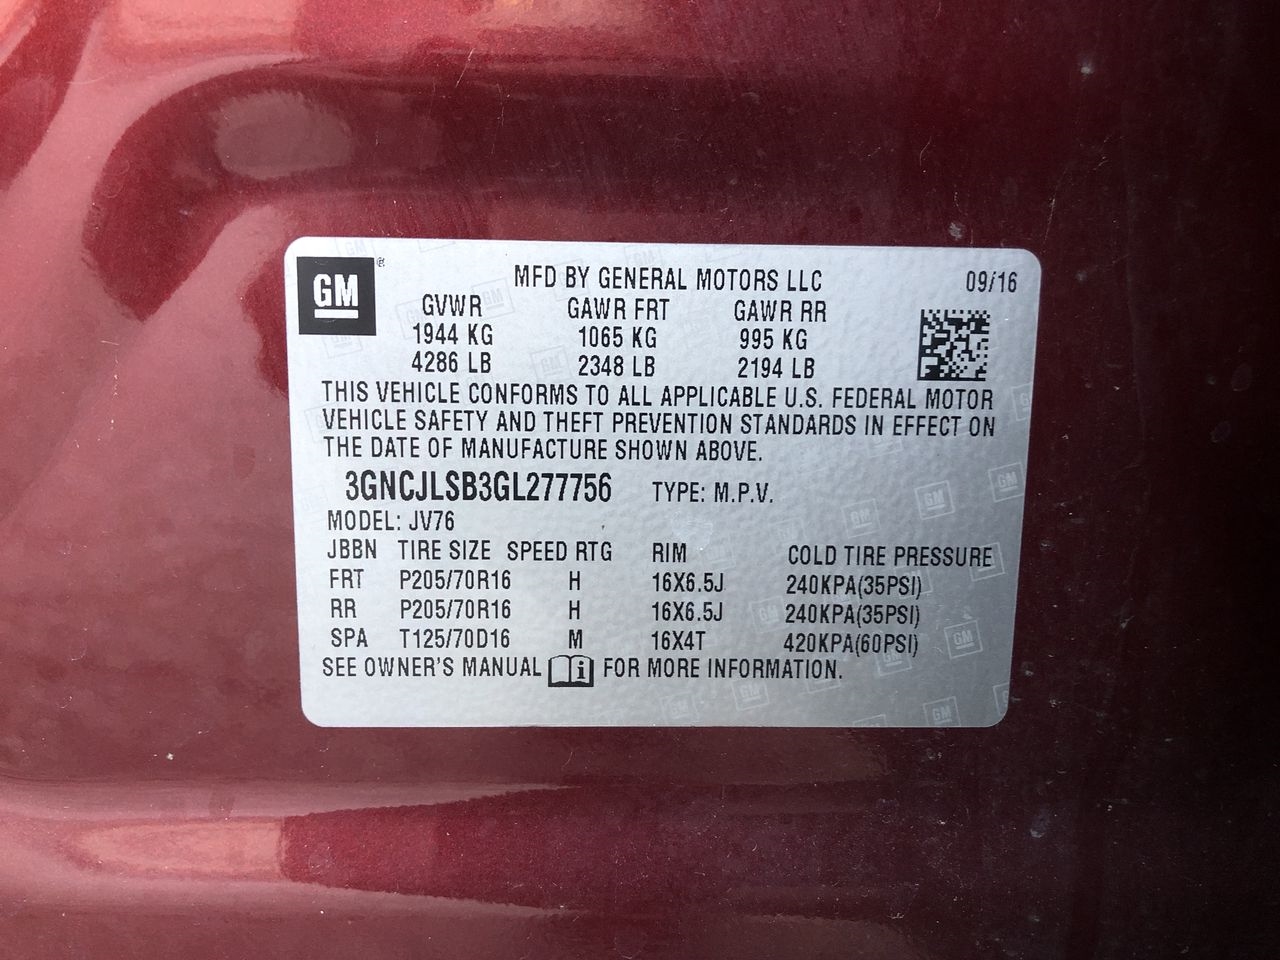 GM ®
MFD BY GENERAL MOTORS LLC 09/16
GVWR GAWR FRT GAWR RR
1944 KG 1065 KG 995 KG
4286 LB 2348 LB 2194 LB
THIS VEHICLE CONFORMS TO ALL APPLICABLE U.S. FEDERAL MOTOR
VEHICLE SAFETY AND THEFT PREVENTION STANDARDS IN EFFECT ON
THE DATE OF MANUFACTURE SHOWN ABOVE.
3GNCJLSB3GL277756 TYPE: M.P.V.
MODEL: JV76
JBBN TIRE SIZE SPEED RTG RIM COLD TIRE PRESSURE
FRT P205/70R16 H 16X6.5J 240KPA(35PSI)
RR P205/70R16 H 16X6.5J 240KPA(35PSI)
SPA T125/70D16 M 16X4T 420KPA(60PSI)
SEE OWNER'S MANUAL i FOR MORE INFORMATION.